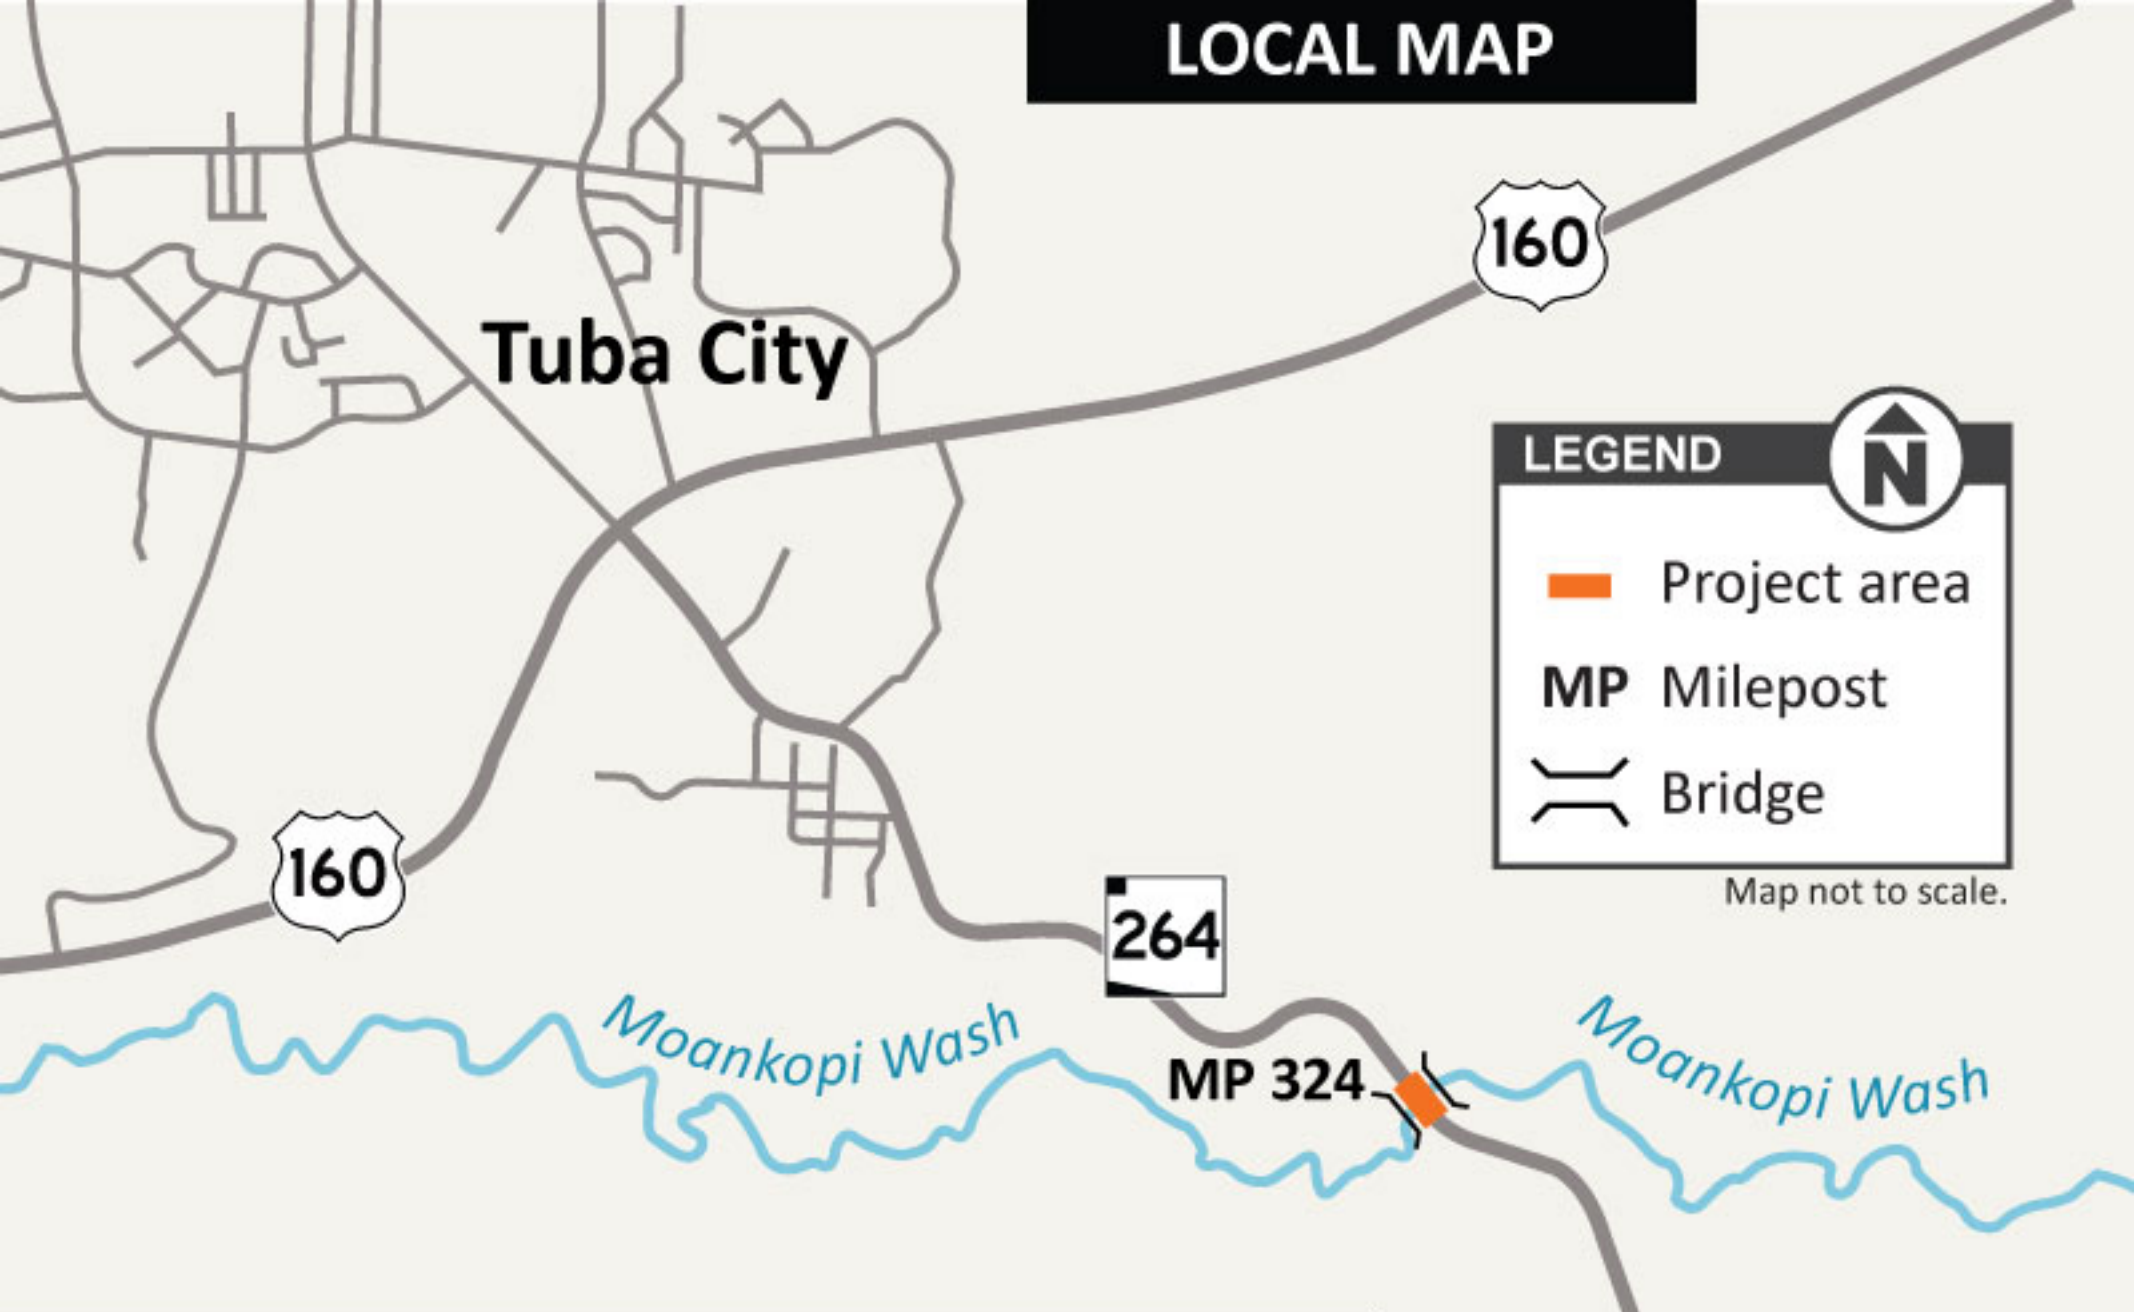 LOCAL MAP
160
Tuba City
LEGEND
N
Project area
MP Milepost
Bridge
Map not to scale.
160
264
Moankopi Wash
MP 324
Moankopi Wash